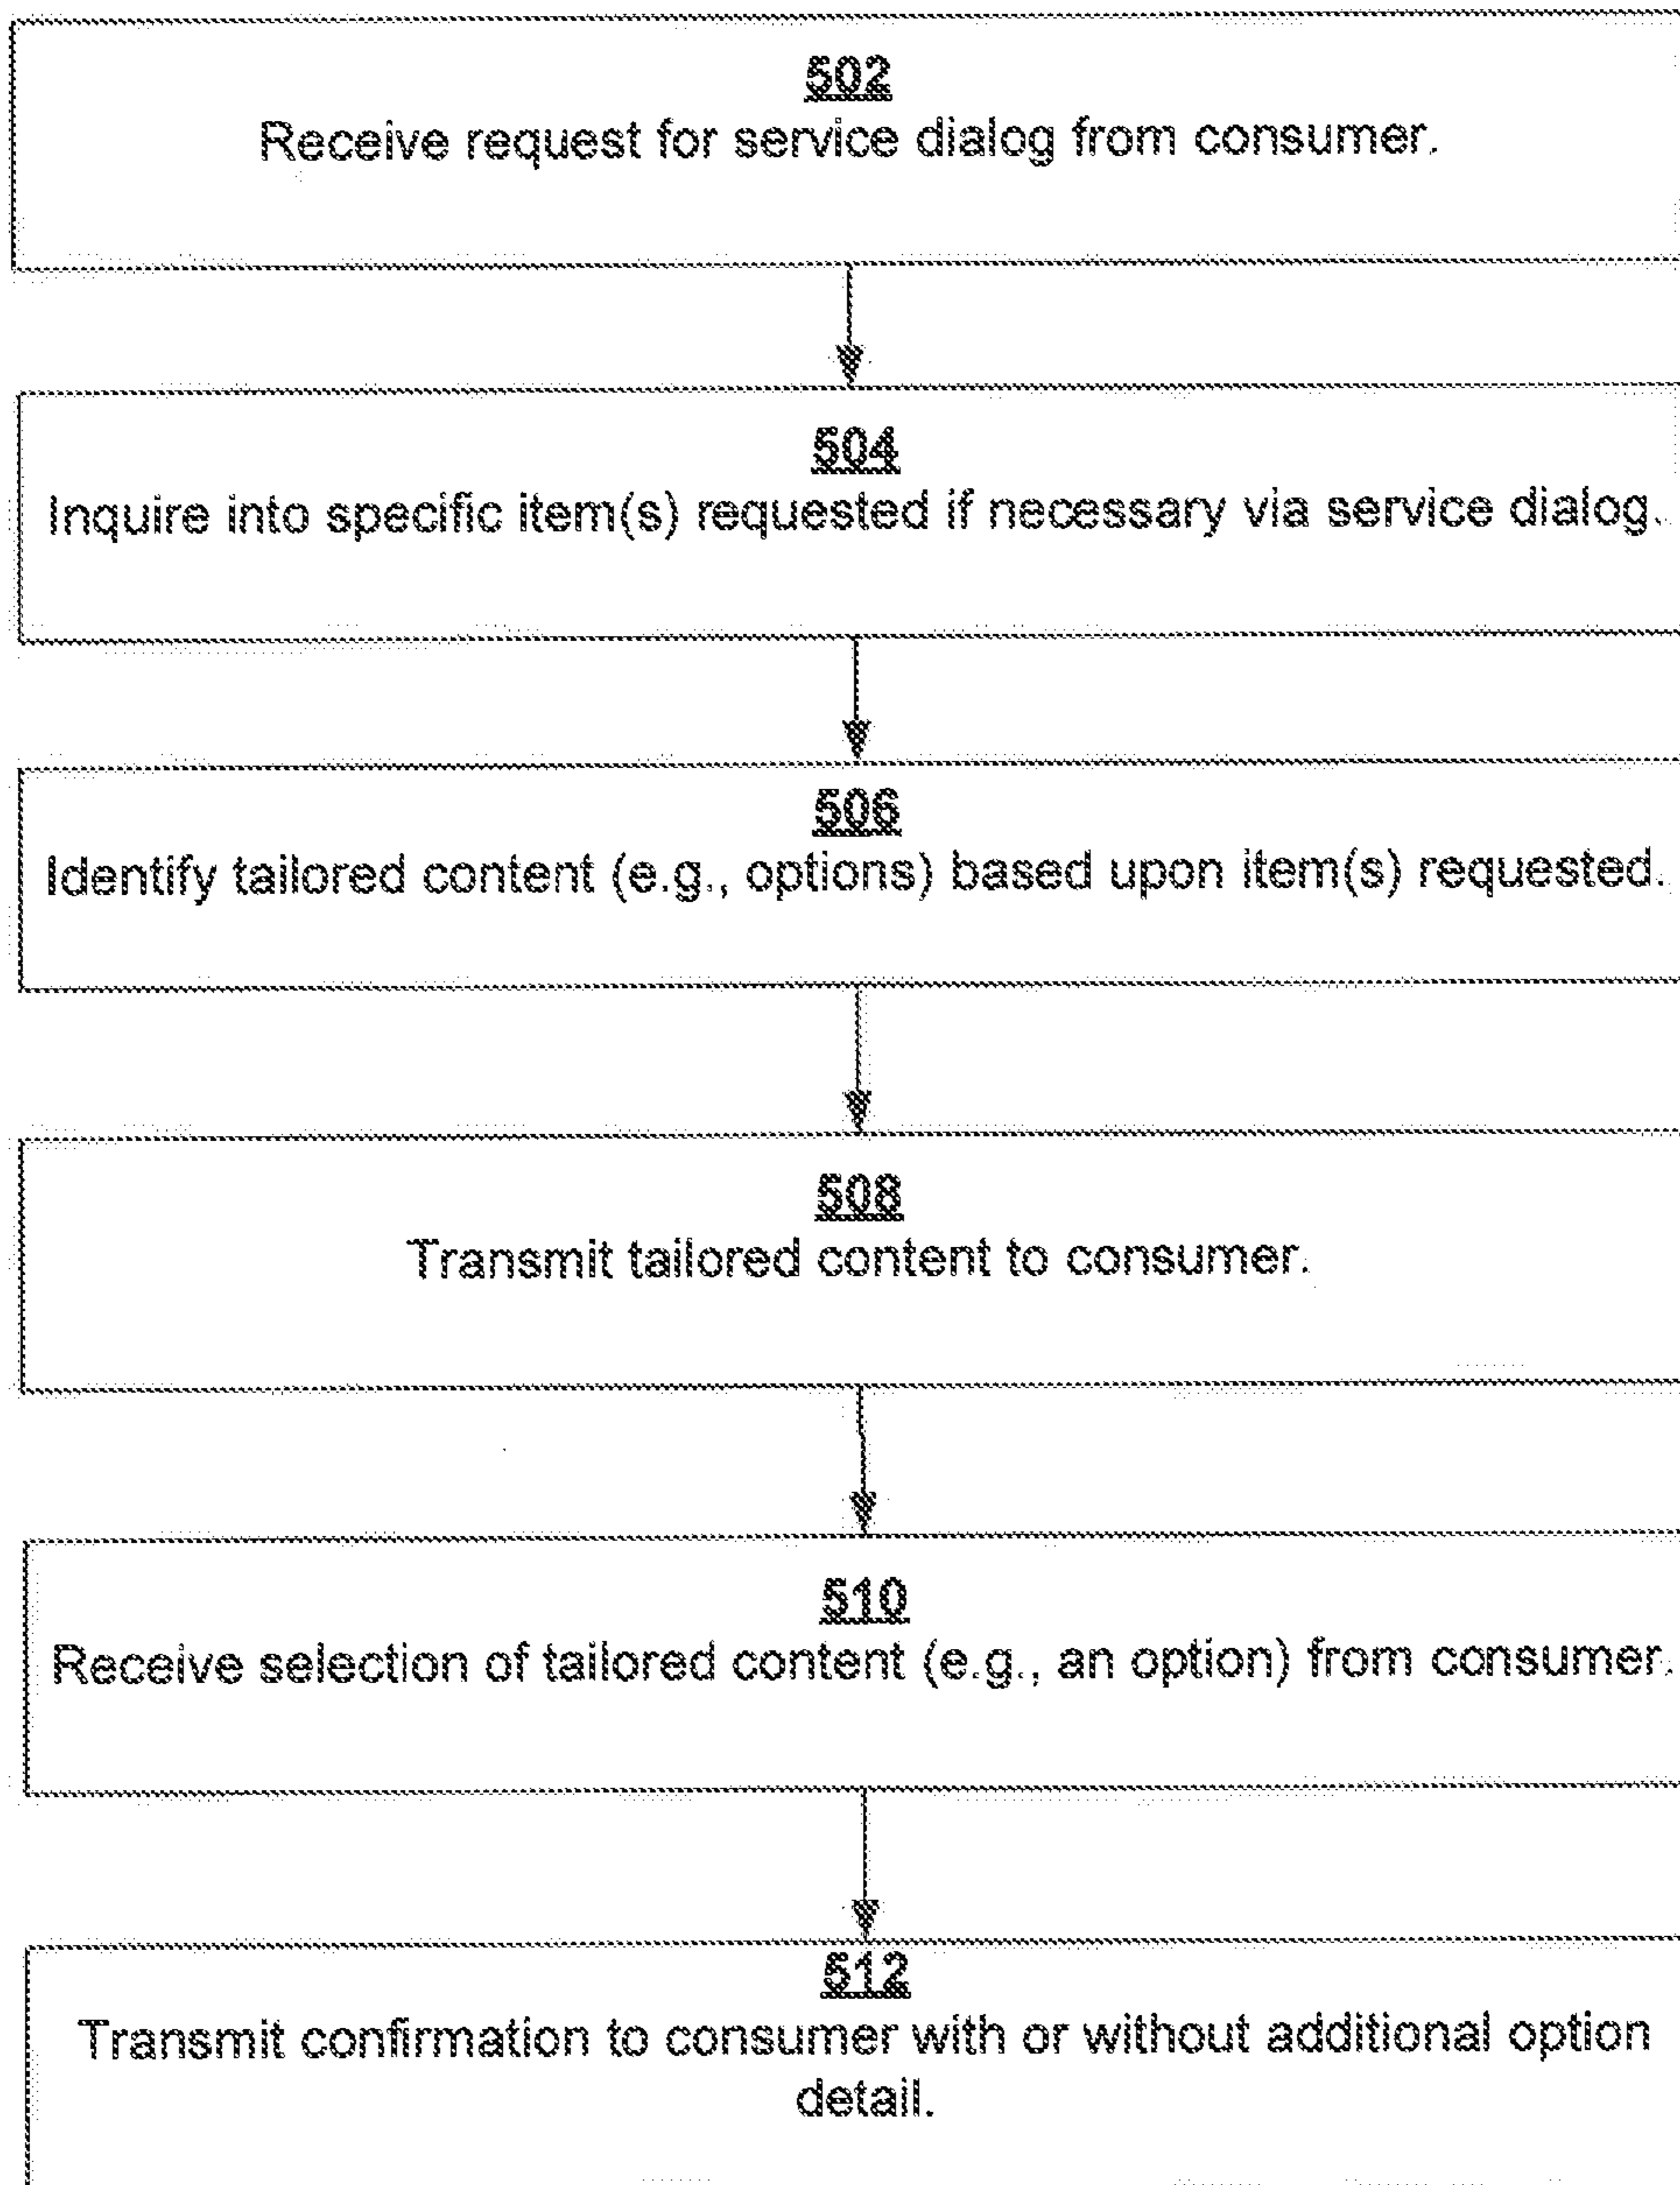 502
Receive request for service dialog from consumer.
504
Inquire into specific item(s) requested if necessary via service dialog.
506
Identify tailored content (e.g., options) based upon item(s) requested.
508
Transmit tailored content to consumer.
510
Receive selection of tailored content (e.g., an option) from consumer.
512
Transmit confirmation to consumer with or without additional option
detail.